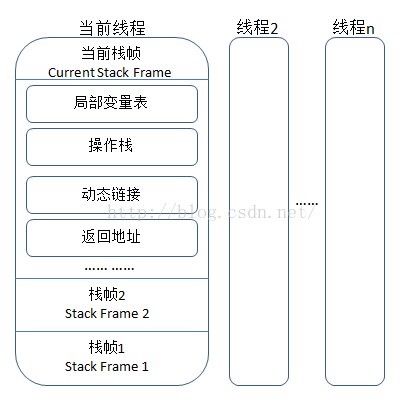 当前线程
线程2
线程n
当前栈帧
Current Stack Frame
局部变量表
操作栈
动态链接
http://blog.csdn.net/
返回地址
…… ……
……
栈帧2
Stack Frame 2
栈帧1
Stack Frame 1